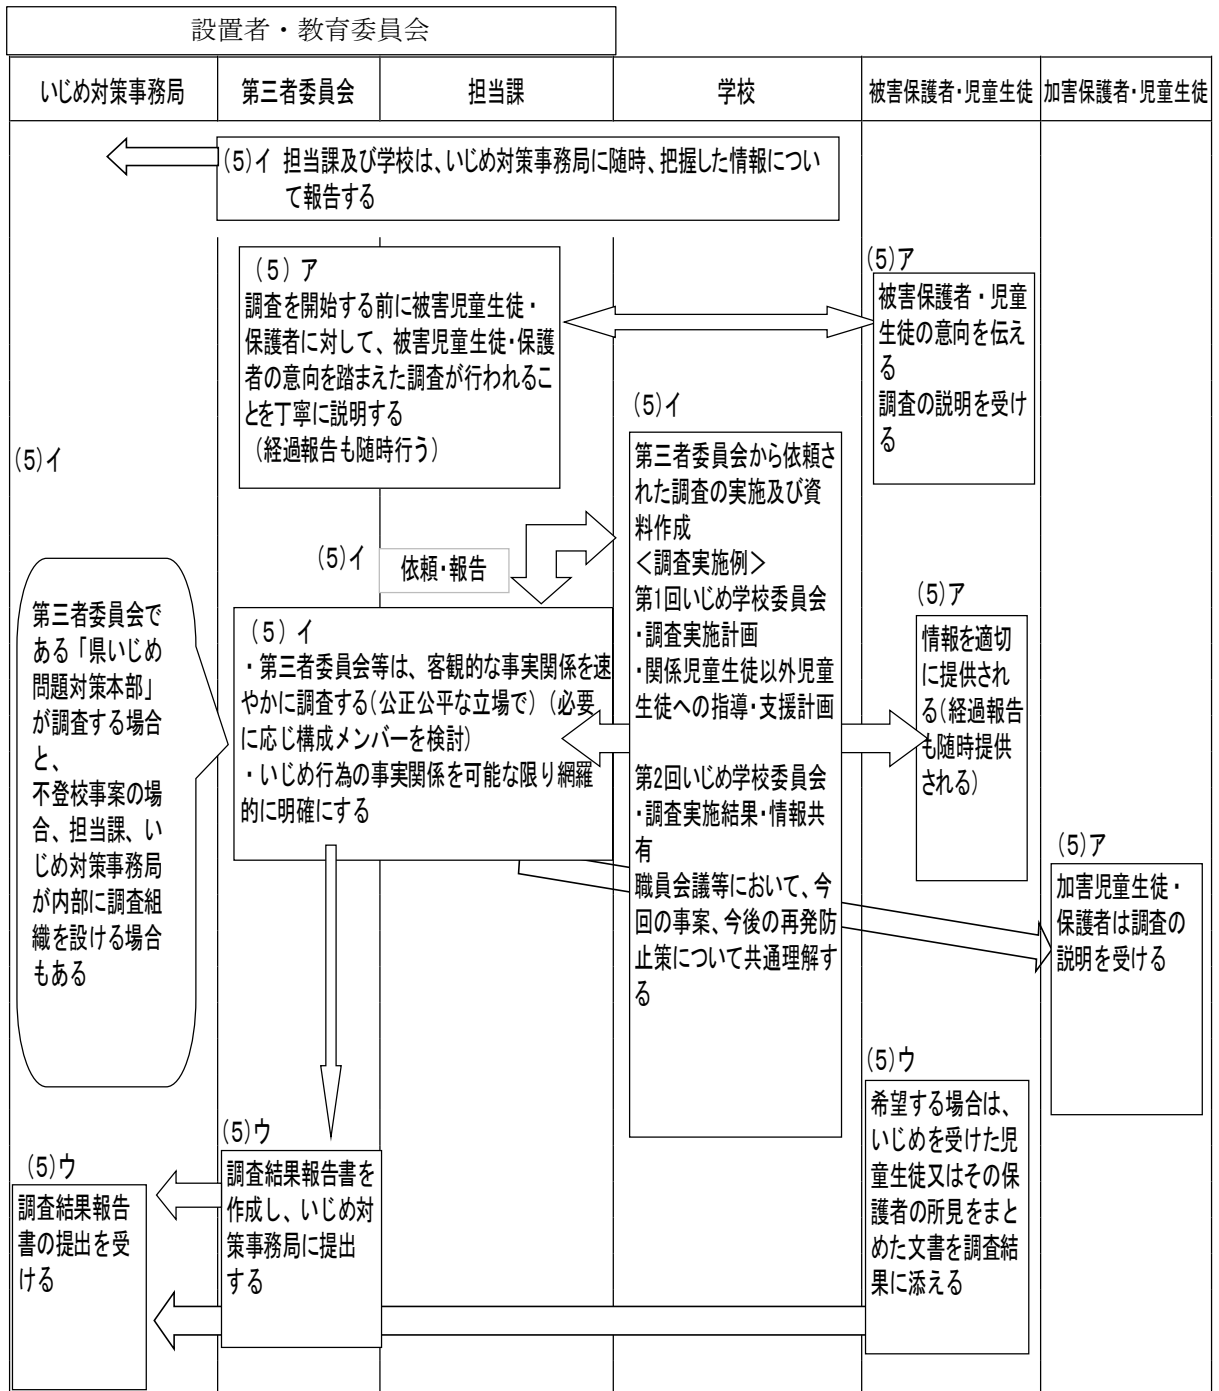 設置者・教育委員会
いじめ対策事務局
第三者委員会
担当課
学校
被害保護者・児童生徒
加害保護者・児童生徒
(5)イ 担当課及び学校は、いじめ対策事務局に随時、把握した情報につい
て報告する
(5)ア
調査を開始する前に被害児童生徒・
保護者に対して、被害児童生徒・保護
者の意向を踏まえた調査が行われるこ
とを丁寧に説明する
(経過報告も随時行う)
(5)ア
被害保護者・児童
生徒の意向を伝え
る
調査の説明を受け
る
(5)イ
第三者委員会から依頼さ
れた調査の実施及び資
料作成
<調査実施例>
第1回いじめ学校委員会
・調査実施計画
・関係児童生徒以外児童
生徒への指導・支援計画
第2回いじめ学校委員会
・調査実施結果・情報共
有
職員会議等において、今
回の事案、今後の再発防
止策について共通理解す
る
(5)イ
第三者委員会で
ある「県いじめ
問題対策本部」
が調査する場合
と、
不登校事案の場
合、担当課、い
じめ対策事務局
が内部に調査組
織を設ける場合
もある
(5)イ
依頼・報告
(5)イ
・第三者委員会等は、客観的な事実関係を速
やかに調査する(公正公平な立場で)(必要
に応じ構成メンバーを検討)
・いじめ行為の事実関係を可能な限り網羅
的に明確にする
(5)ア
情報を適切
に提供され
る(経過報告
も随時提供
される)
(5)ア
加害児童生徒・
保護者は調査の
説明を受ける
(5)ウ
希望する場合は、
いじめを受けた児
童生徒又はその保
護者の所見をまと
めた文書を調査結
果に添える
(5)ウ
調査結果報告書を
作成し、いじめ対
策事務局に提出
する
(5)ウ
調査結果報告
書の提出を受
ける